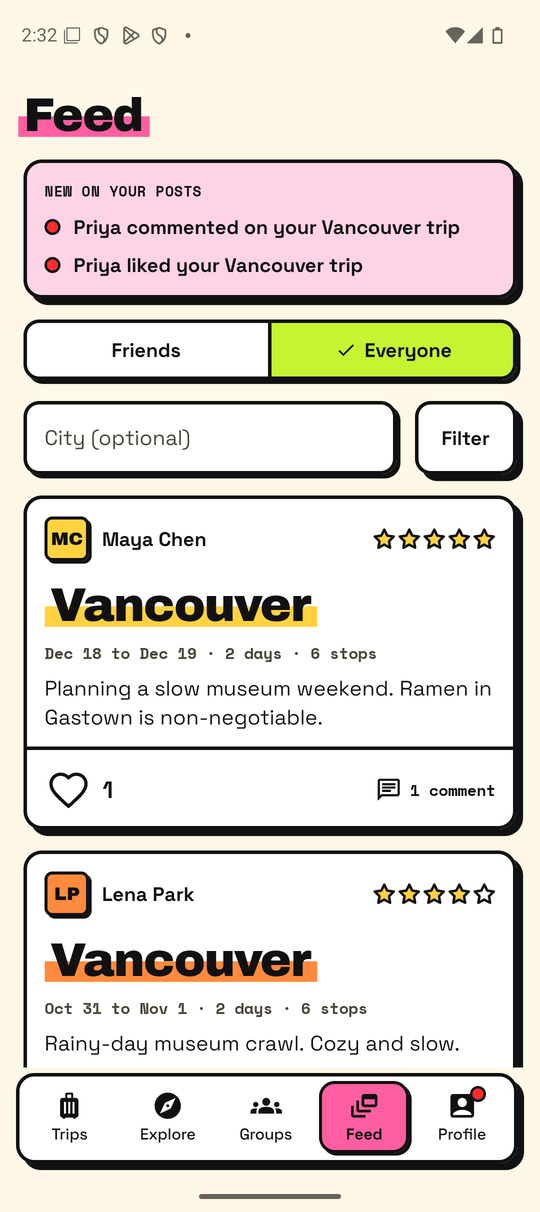 2:32
Feed
NEW ON YOUR POSTS
Priya commented on your Vancouver trip
Priya liked your Vancouver trip
Friends
Everyone
City (optional)
Filter
MC
Maya Chen
Vancouver
Dec 18 to Dec 19 · 2 days · 6 stops
Planning a slow museum weekend. Ramen in
Gastown is non-negotiable.
1
1 comment
LP
Lena Park
Vancouver
Oct 31 to Nov 1 · 2 days · 6 stops
Rainy-day museum crawl. Cozy and slow.
Trips
Explore
Groups
Feed
Profile